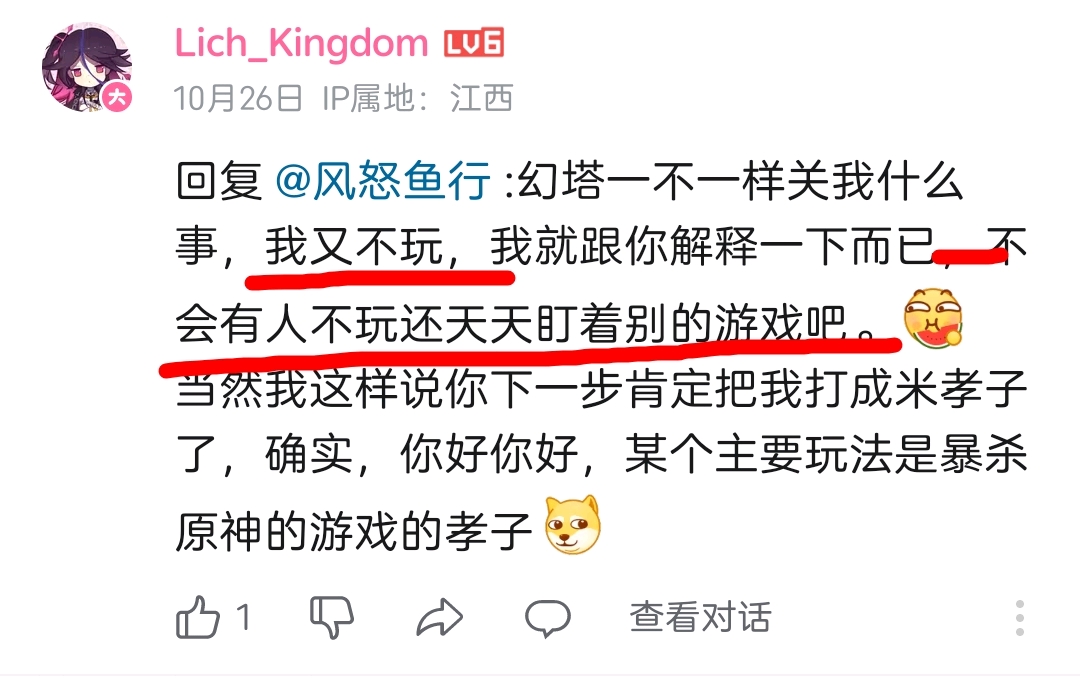 Lich_Kingdom LV6
大
10月26日 IP属地：江西
回复 @风怒鱼行 :幻塔一不一样关我什么
事，我又不玩，我就跟你解释一下而已，不
会有人不玩还天天盯着别的游戏吧。
当然我这样说你下一步肯定把我打成米孝子
了，确实，你好你好，某个主要玩法是暴杀
原神的游戏的孝子
1 查看对话